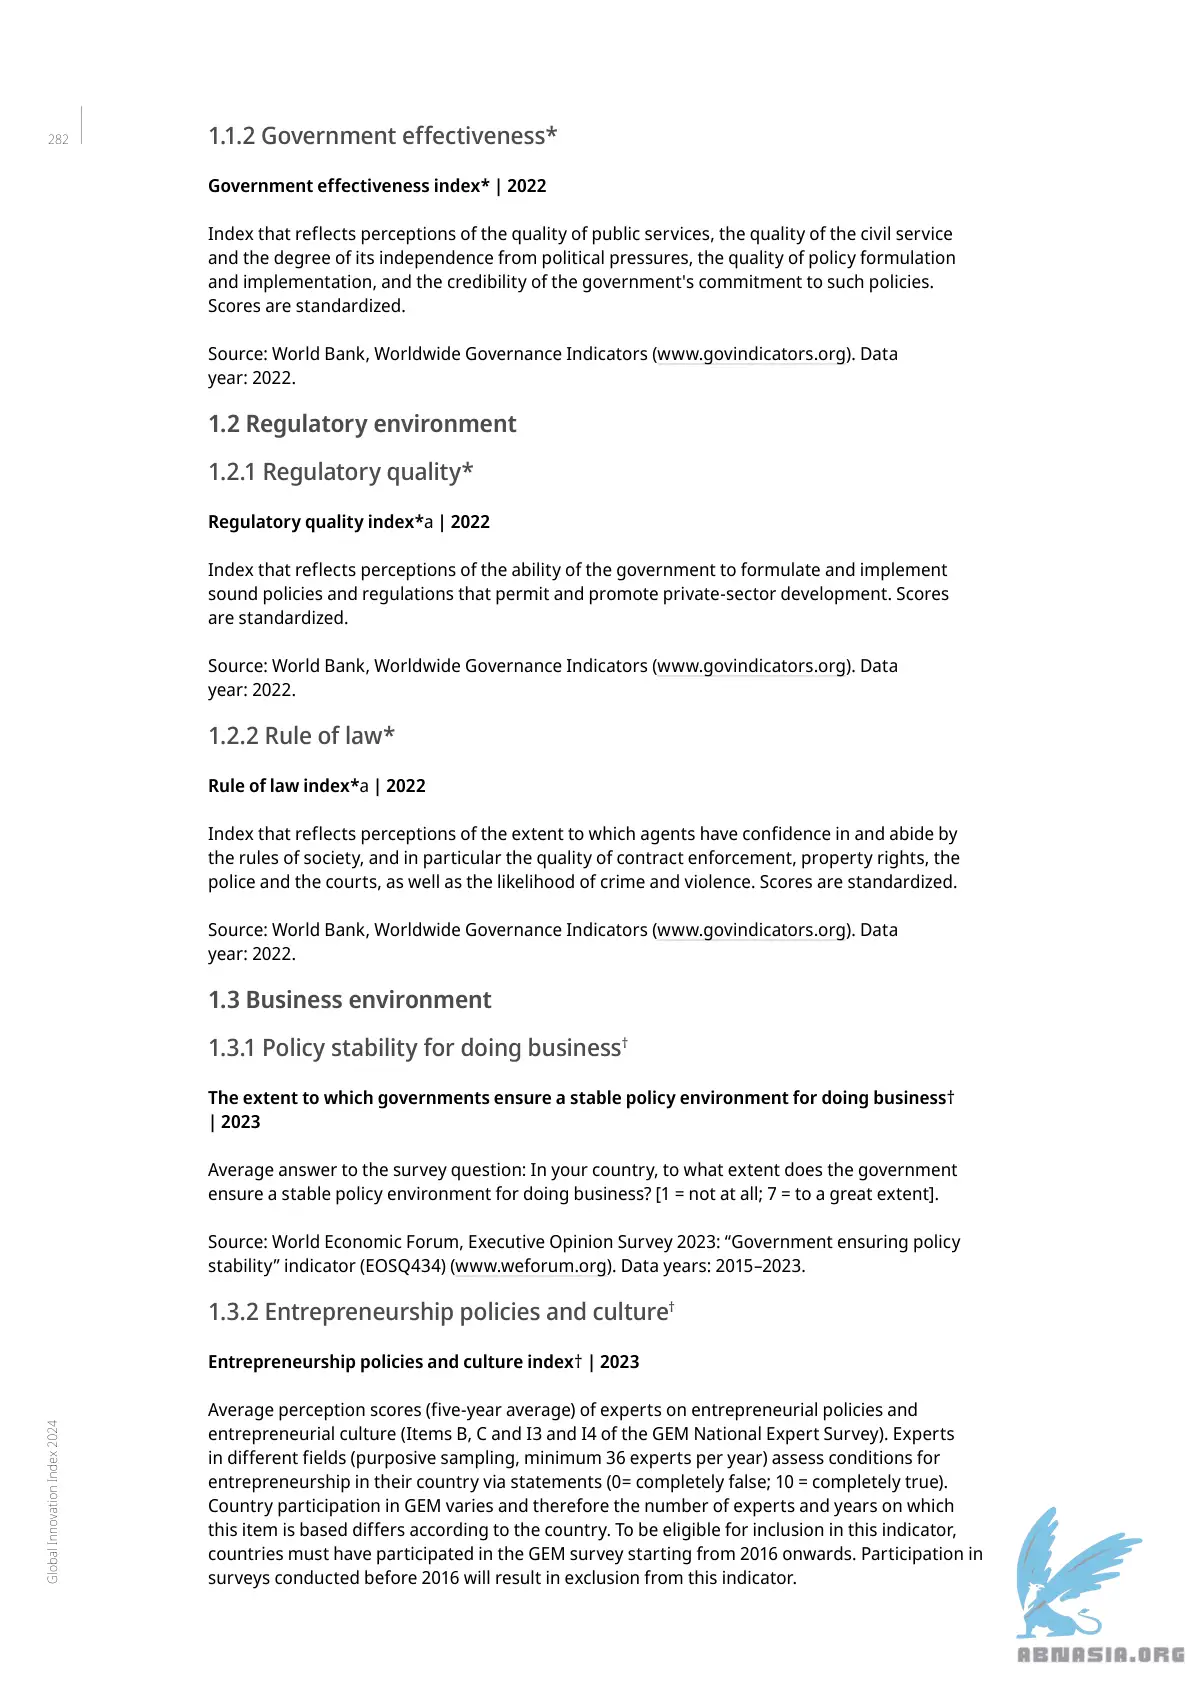 282
1.1.2 Government effectiveness*
Government effectiveness index* | 2022
Index that reflects perceptions of the quality of public services, the quality of the civil service
and the degree of its independence from political pressures, the quality of policy formulation
and implementation, and the credibility of the government's commitment to such policies.
Scores are standardized.
Source: World Bank, Worldwide Governance Indicators (www.govindicators.org). Data
year: 2022.
1.2 Regulatory environment
1.2.1 Regulatory quality*
Regulatory quality index*a | 2022
Index that reflects perceptions of the ability of the government to formulate and implement
sound policies and regulations that permit and promote private-sector development. Scores
are standardized.
Source: World Bank, Worldwide Governance Indicators (www.govindicators.org). Data
year: 2022.
1.2.2 Rule of law*
Rule of law index*a | 2022
Index that reflects perceptions of the extent to which agents have confidence in and abide by
the rules of society, and in particular the quality of contract enforcement, property rights, the
police and the courts, as well as the likelihood of crime and violence. Scores are standardized.
Source: World Bank, Worldwide Governance Indicators (www.govindicators.org). Data
year: 2022.
1.3 Business environment
1.3.1 Policy stability for doing business†
The extent to which governments ensure a stable policy environment for doing business†
| 2023
Average answer to the survey question: In your country, to what extent does the government
ensure a stable policy environment for doing business? [1 = not at all; 7 = to a great extent].
Source: World Economic Forum, Executive Opinion Survey 2023: “Government ensuring policy
stability” indicator (EOSQ434) (www.weforum.org). Data years: 2015–2023.
1.3.2 Entrepreneurship policies and culture†
Entrepreneurship policies and culture index† | 2023
Average perception scores (five-year average) of experts on entrepreneurial policies and
entrepreneurial culture (Items B, C and I3 and I4 of the GEM National Expert Survey). Experts
in different fields (purposive sampling, minimum 36 experts per year) assess conditions for
entrepreneurship in their country via statements (0= completely false; 10 = completely true).
Country participation in GEM varies and therefore the number of experts and years on which
this item is based differs according to the country. To be eligible for inclusion in this indicator,
countries must have participated in the GEM survey starting from 2016 onwards. Participation in
surveys conducted before 2016 will result in exclusion from this indicator.
Global Innovation Index 2024
ABNASIA.ORG